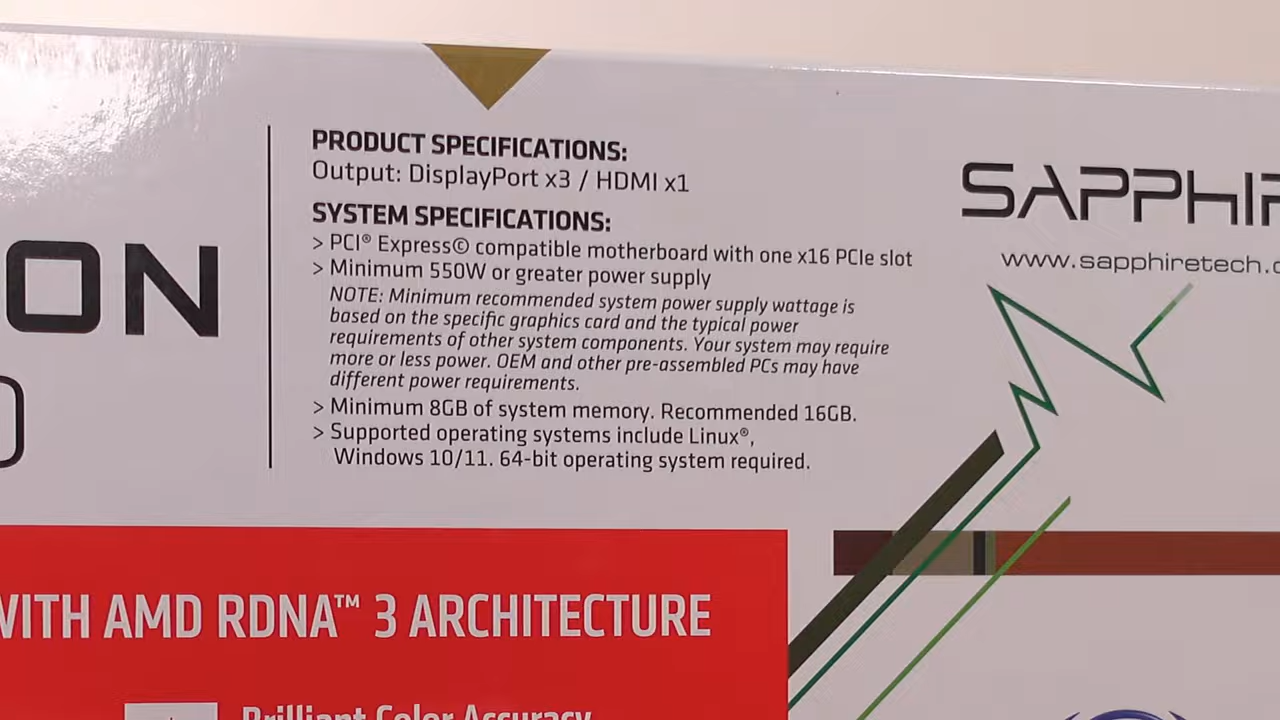 PRODUCT SPECIFICATIONS:
Output: DisplayPort x3 / HDMI x1
SYSTEM SPECIFICATIONS:
> PCI® Express© compatible motherboard with one x16 PCIe slot
> Minimum 550W or greater power supply
NOTE: Minimum recommended system power supply wattage is
based on the specific graphics card and the typical power
requirements of other system components. Your system may require
more or less power. OEM and other pre-assembled PCs may have
different power requirements.
> Minimum 8GB of system memory. Recommended 16GB.
> Supported operating systems include Linux®,
Windows 10/11. 64-bit operating system required.
ON
SAPPHIR
www.sapphiretech.c
WITH AMD RDNA™ 3 ARCHITECTURE
Brilliant Color Accuracy